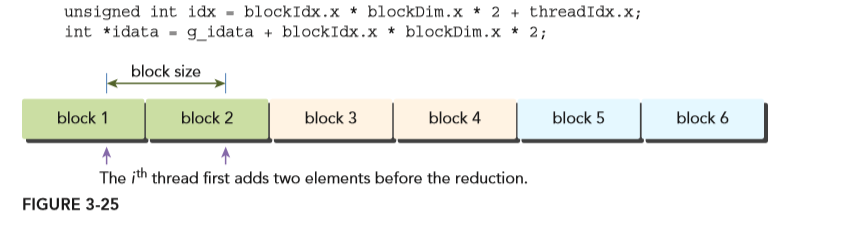 unsigned int idx = blockIdx.x * blockDim.x * 2 + threadIdx.x;
int *idata = g_idata + blockIdx.x * blockDim.x * 2;
block size
block 1 block 2 block 3 block 4 block 5 block 6
The ith thread first adds two elements before the reduction.
FIGURE 3-25